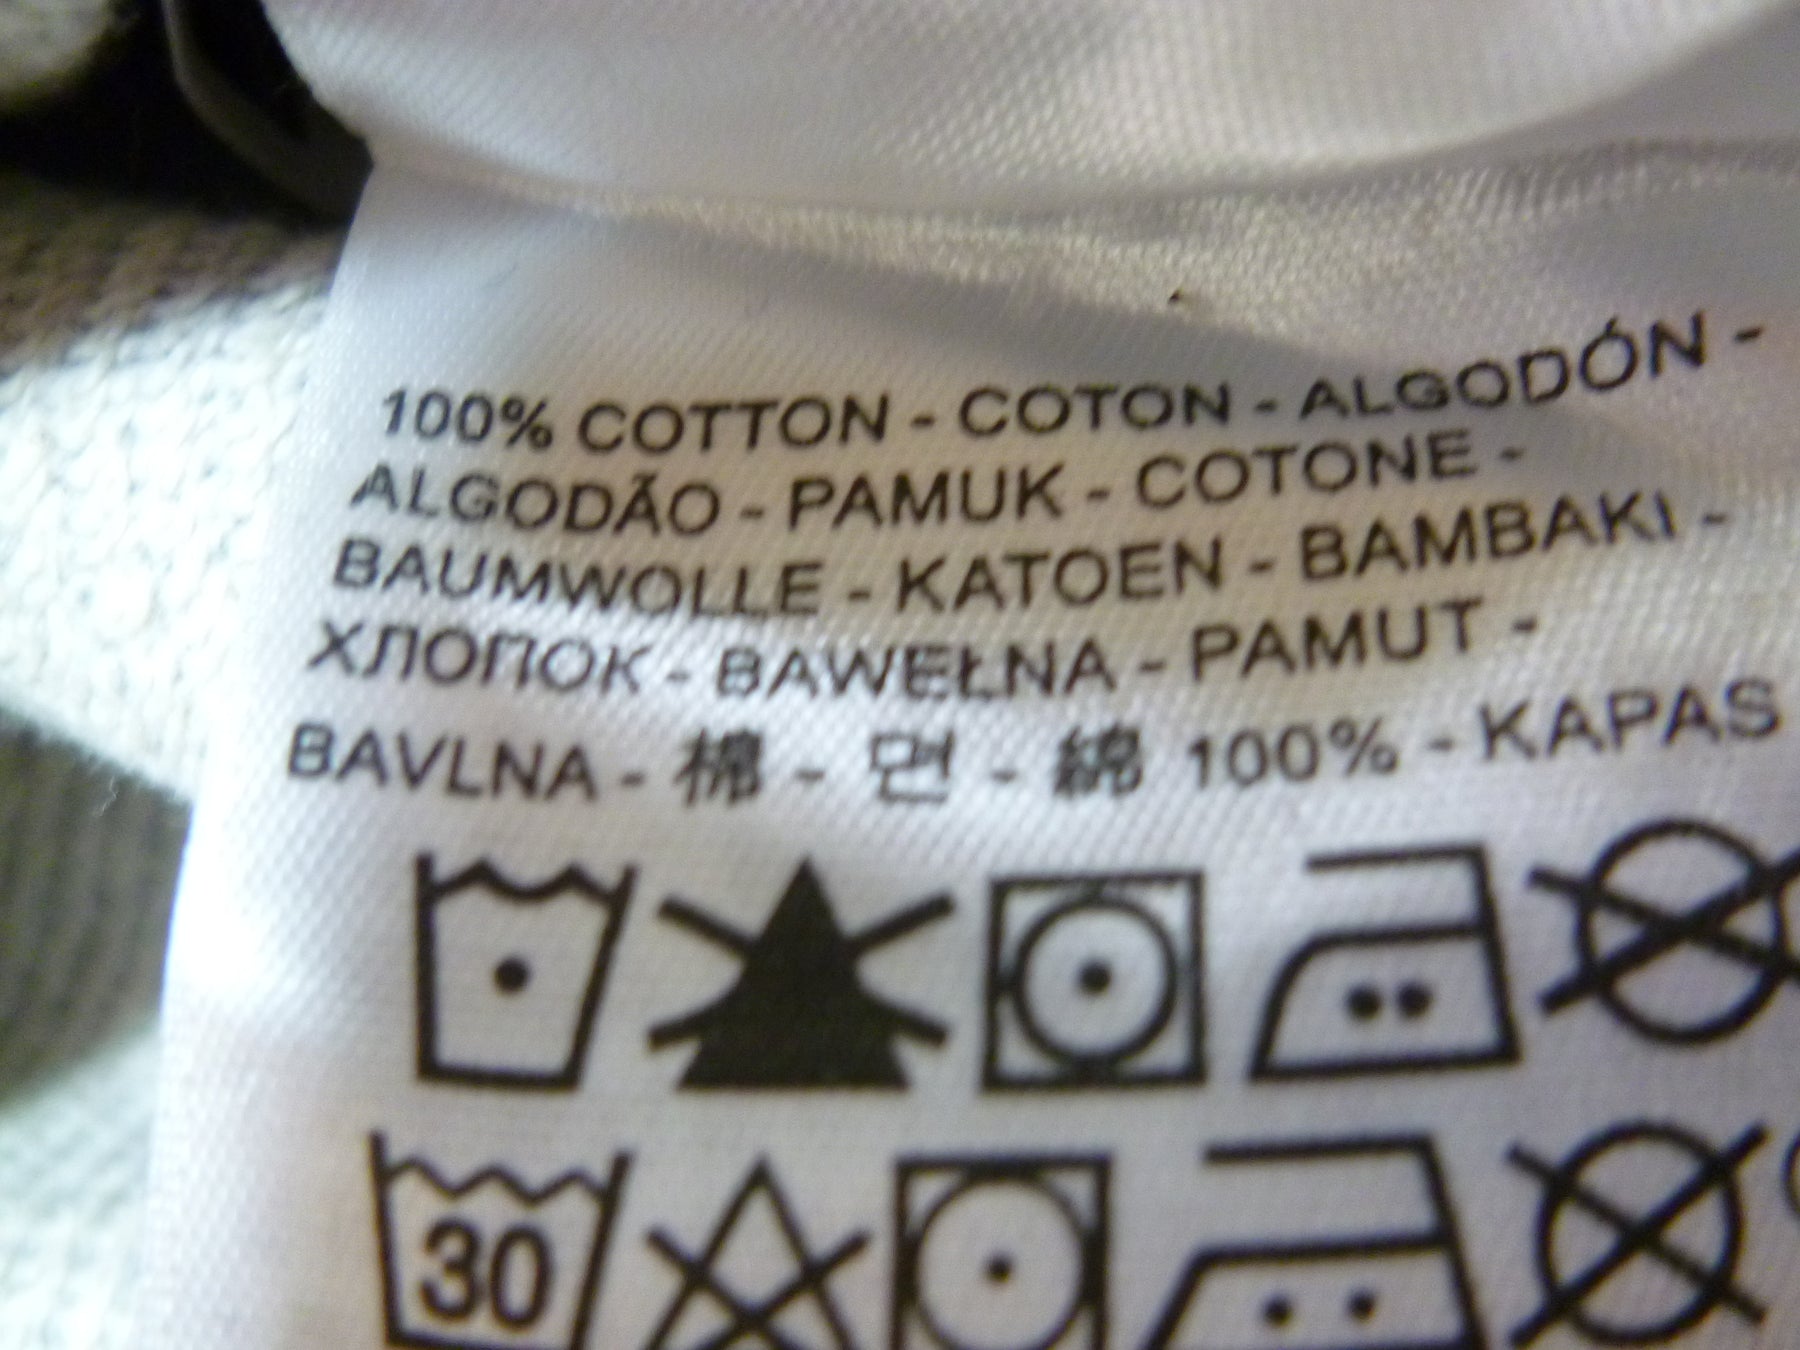 100% COTTON - COTON - ALGODÓN -
ALGODÃO - PAMUK - COTONE -
BAUMWOLLE - KATOEN - BAMBAKI -
ХЛОПОК - BAWEŁNA - PAMUT -
BAVLNA - 棉 - 면 - 綿 100% - KAPAS
30